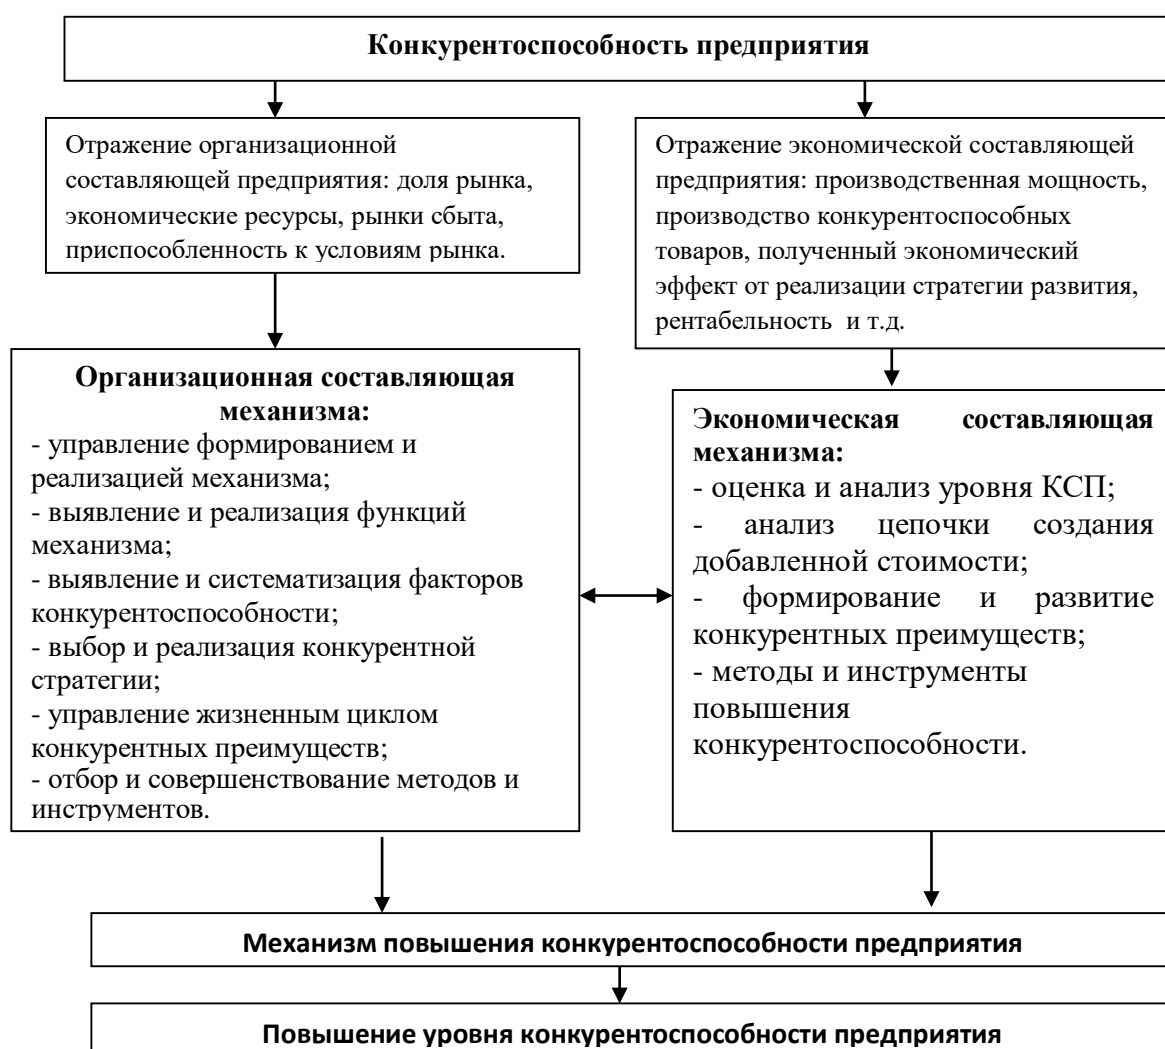 Конкурентоспособность предприятия
Отражение организационной
составляющей предприятия: доля рынка,
экономические ресурсы, рынки сбыта,
приспособленность к условиям рынка.
Отражение экономической составляющей
предприятия: производственная мощность,
производство конкурентоспособных
товаров, полученный экономический
эффект от реализации стратегии развития,
рентабельность и т.д.
Организационная составляющая
механизма:
- управление формированием и
реализацией механизма;
- выявление и реализация функций
механизма;
- выявление и систематизация факторов
конкурентоспособности;
- выбор и реализация конкурентной
стратегии;
- управление жизненным циклом
конкурентных преимуществ;
- отбор и совершенствование методов и
инструментов.
Экономическая составляющая
механизма:
- оценка и анализ уровня КСП;
- анализ цепочки создания
добавленной стоимости;
- формирование и развитие
конкурентных преимуществ;
- методы и инструменты
повышения
конкурентоспособности.
Механизм повышения конкурентоспособности предприятия
Повышение уровня конкурентоспособности предприятия